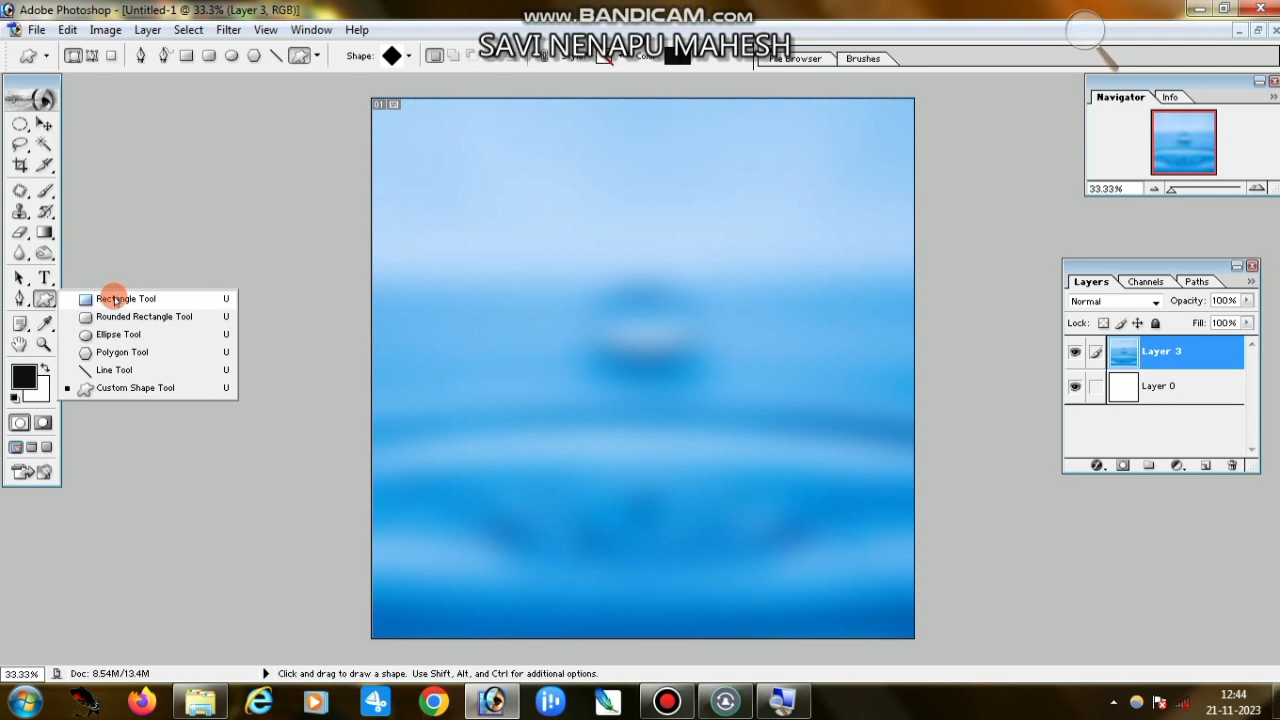 Adobe Photoshop - [Untitled-1 @ 33.3% (Layer 3, RGB)]
www.BANDICAM.com
File Edit Image Layer Select Filter View Window Help
SAVI NENAPU MAHESH
Shape:
File Browser
Brushes
01
Navigator
Info
33.33%
Rectangle Tool U
Rounded Rectangle Tool U
Ellipse Tool U
Polygon Tool U
Line Tool U
Custom Shape Tool U
T
Layers
Channels
Paths
Normal
Opacity: 100%
Lock:
Fill: 100%
Layer 3
Layer 0
33.33%
Doc: 8.54M/13.4M
Click and drag to draw a shape. Use Shift, Alt, and Ctrl for additional options.
12:44
21-11-2023